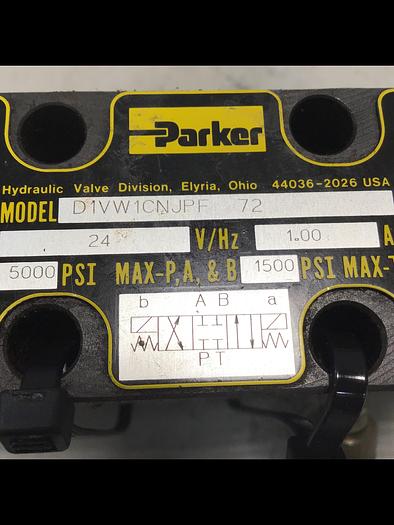 Parker
Hydraulic Valve Division, Elyria, Ohio 44036-2026 USA
MODEL D1VW1CNJPF 72
24 V/Hz 1.00 A
5000 PSI MAX-P,A, & B 1500 PSI MAX-T
b A B a
P T